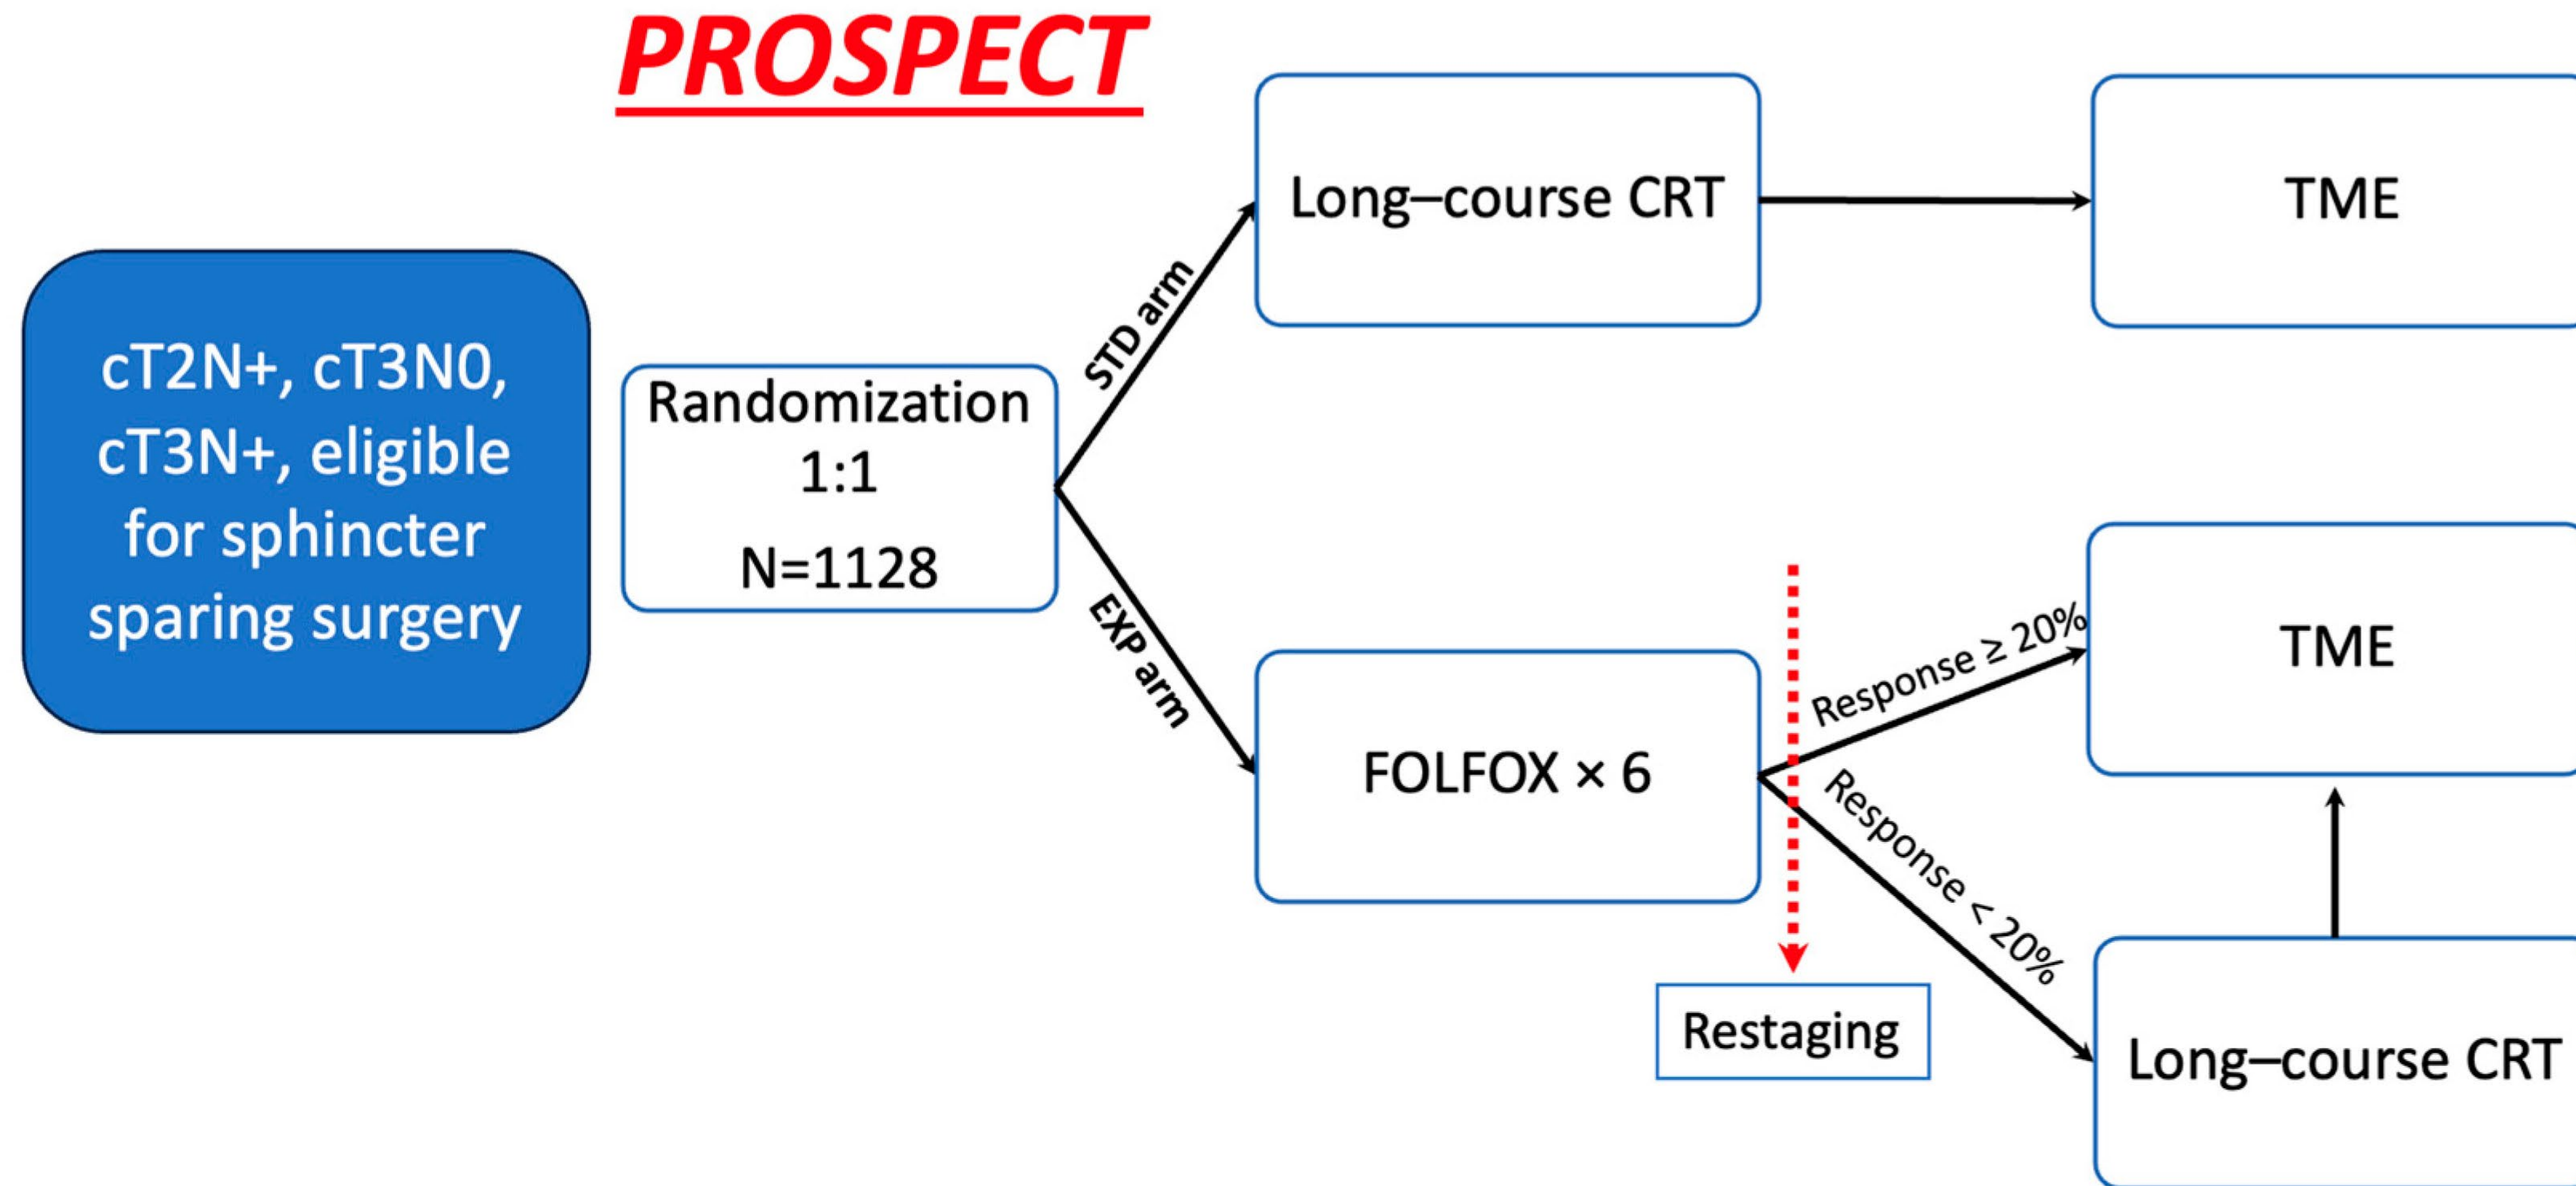 PROSPECT
cT2N+, cT3N0,
cT3N+, eligible
for sphincter
sparing surgery
Randomization
1:1
N=1128
STD arm
EXP arm
Long–course CRT
TME
FOLFOX × 6
Response ≥ 20%
Response < 20%
TME
Restaging
Long–course CRT